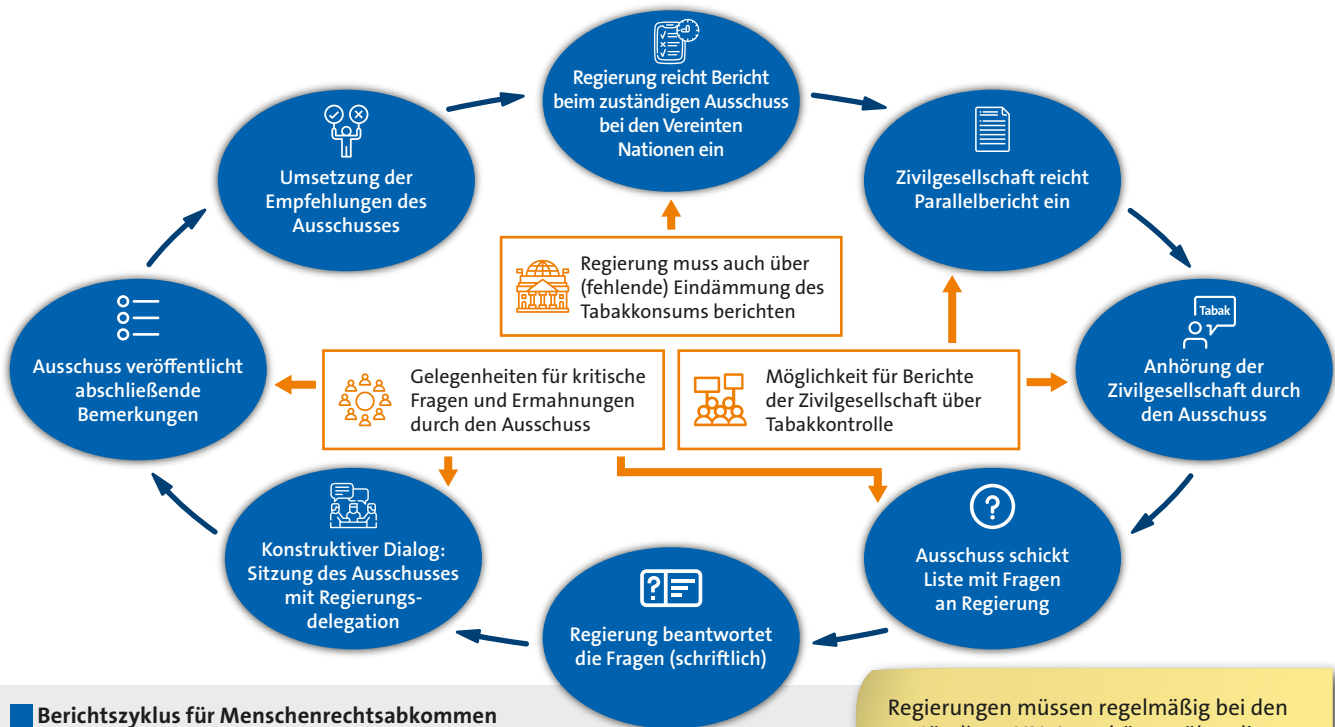 Regierung reicht Bericht
beim zuständigen Ausschuss
bei den Vereinten
Nationen ein
Zivilgesellschaft reicht
Parallelbericht ein
Tabak
Anhörung der
Zivilgesellschaft durch
den Ausschuss
Ausschuss schickt
Liste mit Fragen
an Regierung
Regierung beantwortet
die Fragen (schriftlich)
Konstruktiver Dialog:
Sitzung des Ausschusses
mit Regierungs-
delegation
Ausschuss veröffentlicht
abschließende
Bemerkungen
Umsetzung der
Empfehlungen des
Ausschusses
Regierung muss auch über
(fehlende) Eindämmung des
Tabakkonsums berichten
Gelegenheiten für kritische
Fragen und Ermahnungen
durch den Ausschuss
Möglichkeit für Berichte
der Zivilgesellschaft über
Tabakkontrolle
Berichtszyklus für Menschenrechtsabkommen
Regierungen müssen regelmäßig bei den